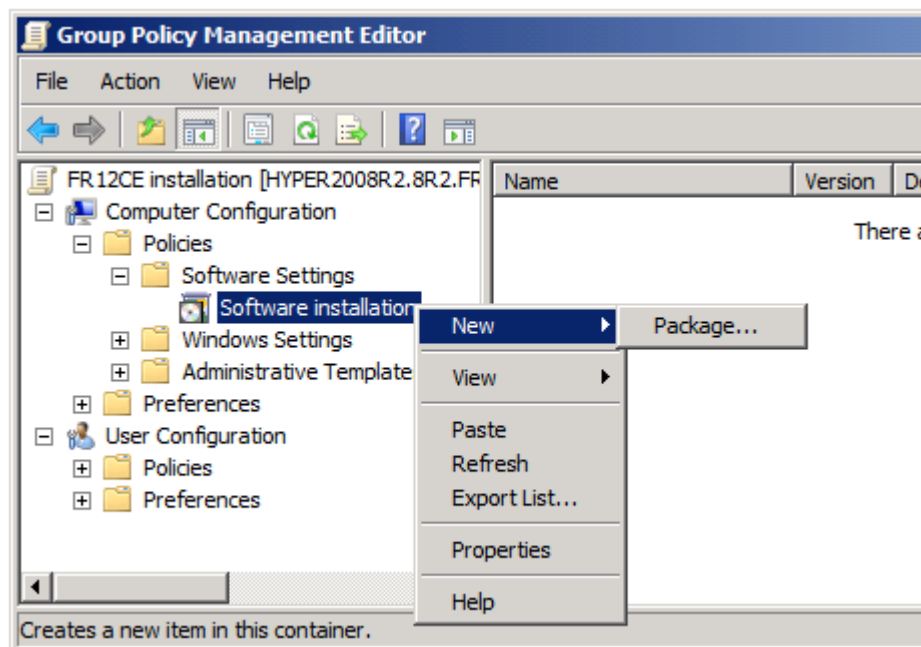 Group Policy Management Editor
File Action View Help
FR12CE installation [HYPER2008R2.8R2.FR
Name Version De
There a
Computer Configuration
Policies
Software Settings
Software installation
Windows Settings
Administrative Template
Preferences
User Configuration
Policies
Preferences
New
Package...
View
Paste
Refresh
Export List...
Properties
Help
Creates a new item in this container.